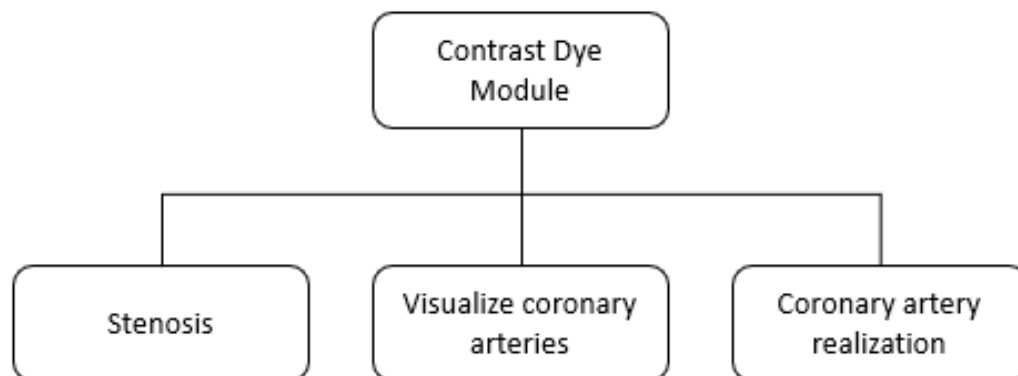 Contrast Dye
Module
Stenosis
Visualize coronary
arteries
Coronary artery
realization